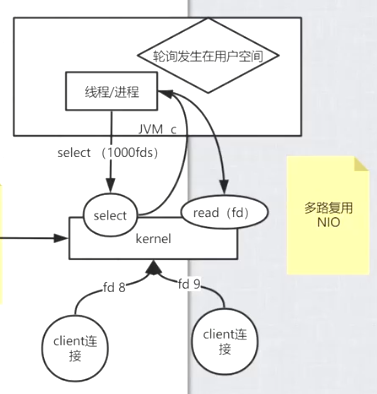 轮询发生在用户空间
线程/进程
JVM c
select （1000fds）
select
read（fd）
kernel
多路复用
NIO
fd 8
fd 9
client连
接
client连
接